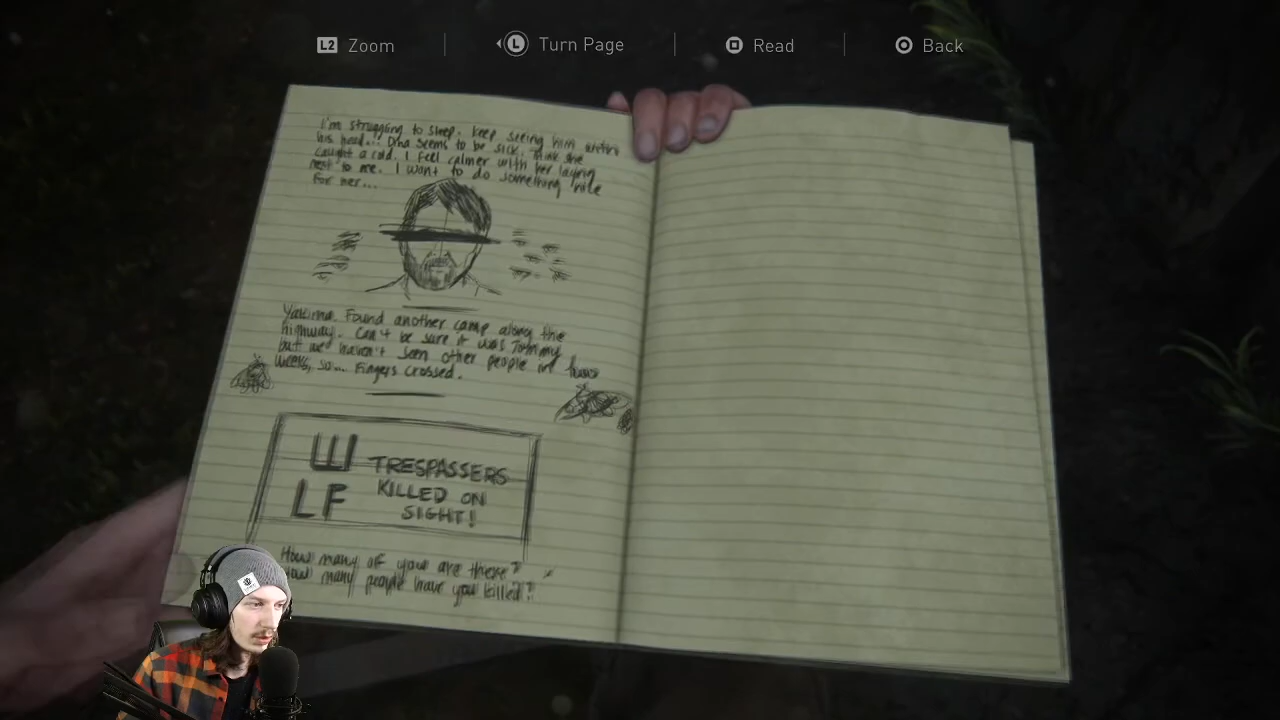 Zoom
Turn Page
Read
Back
I'm struggling to sleep. Keep seeing him within
his head... Dina seems to be sick. Think she
caught a cold. I feel calmer with her laying
next to me. I want to do something nice
for her...
Yakima. Found another camp along the
highway. Can't be sure it was Tommy
but we haven't seen other people in
weeks, so... Fingers crossed.
W TRESPASSERS
LF KILLED ON
SIGHT!
How many of you are there?
How many people have you killed?